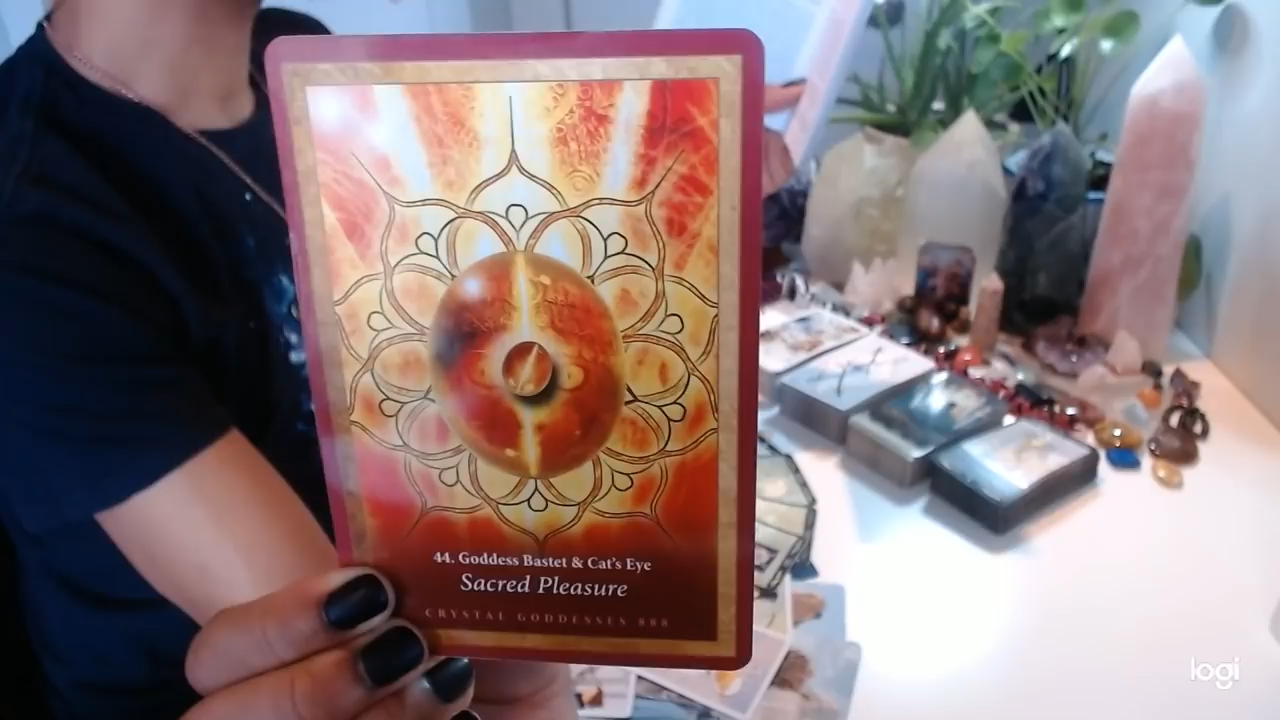 44. Goddess Bastet & Cat's Eye
Sacred Pleasure
CRYSTAL GODDESSES 888
logi